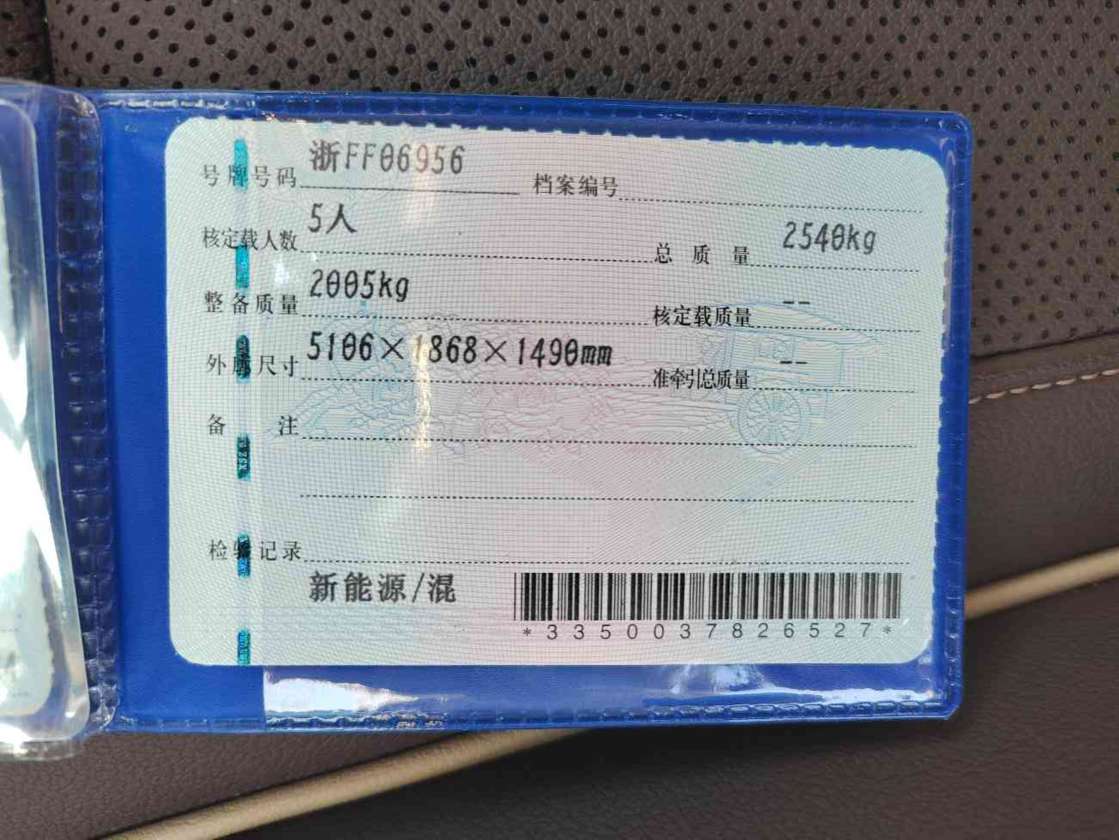 号牌号码 浙FF06956 档案编号
核定载人数 5人 总质量 2540kg
整备质量 2005kg 核定载质量 --
外廓尺寸 5106×1868×1490mm 准牵引总质量 --
备注
检验记录
新能源/混
*3350037826527*